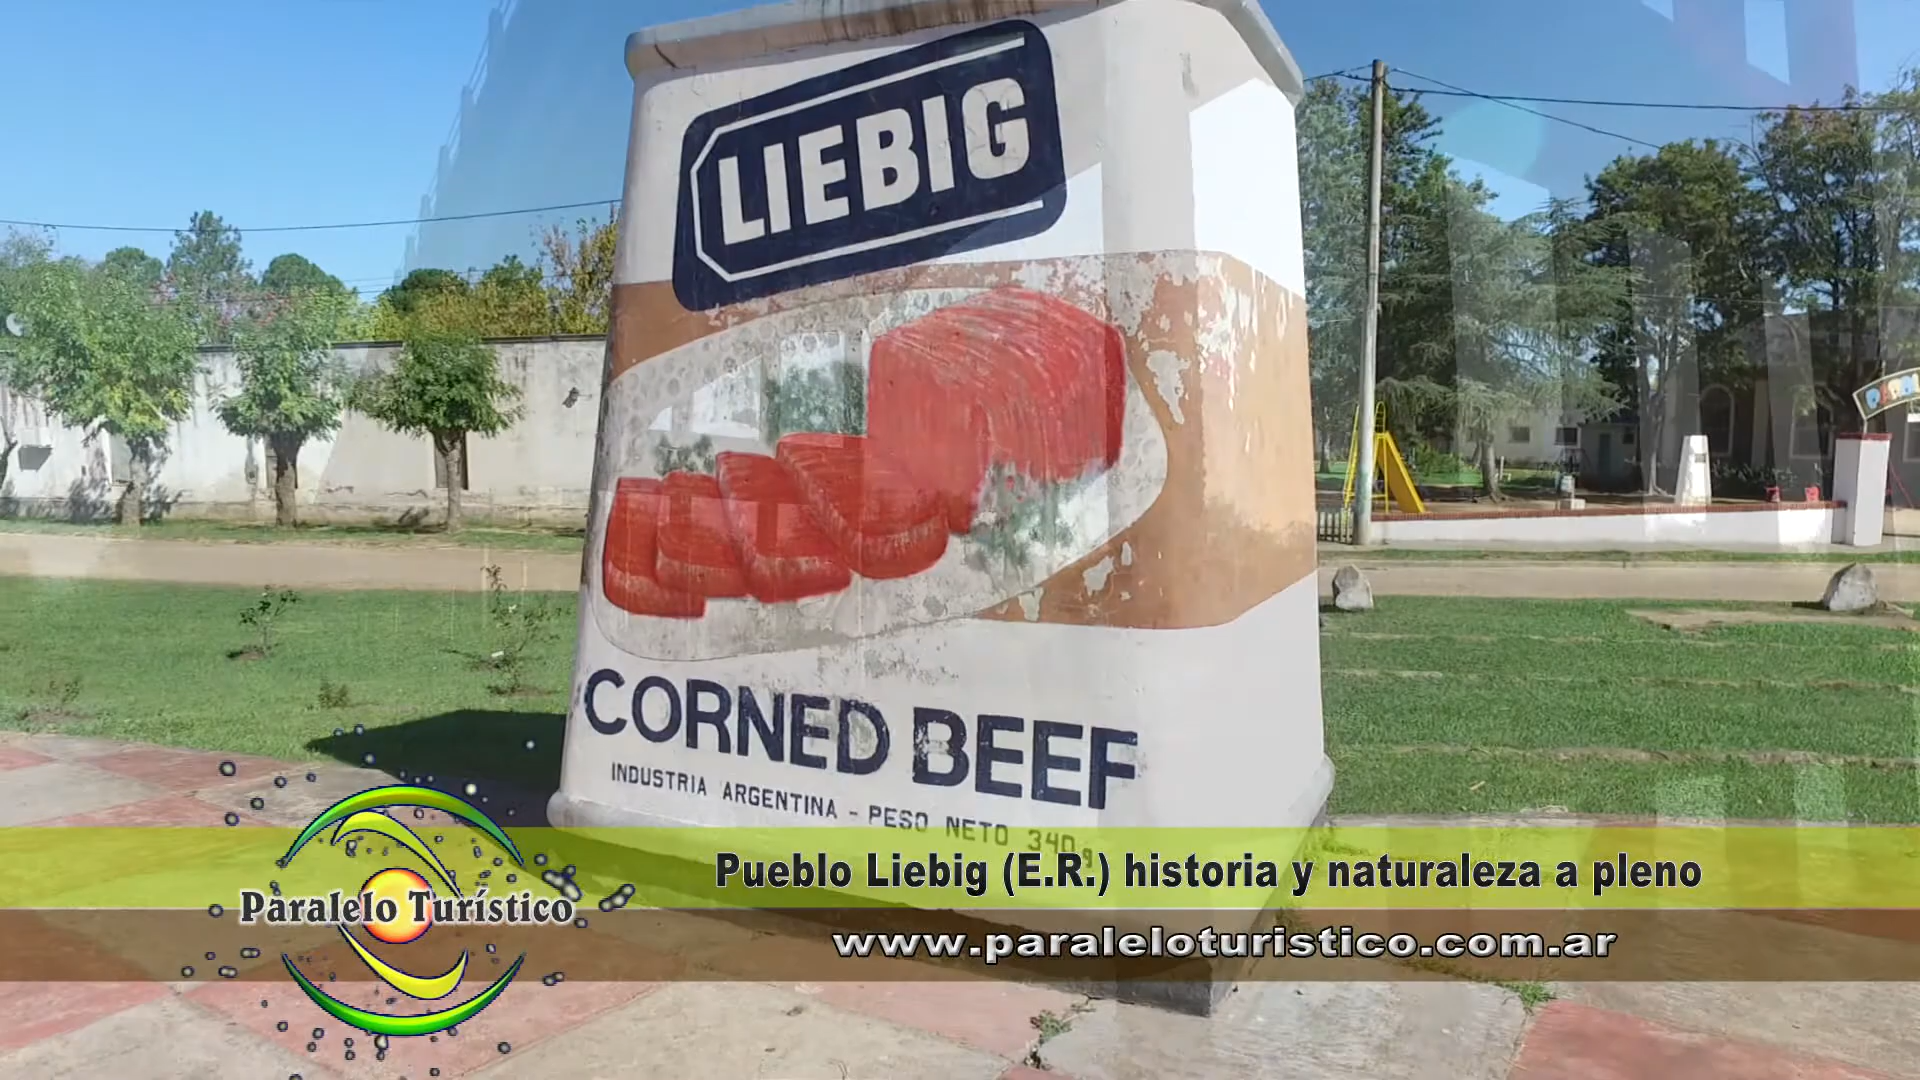 LIEBIG
CORNED BEEF
INDUSTRIA ARGENTINA - PESO NETO 340 g
Pueblo Liebig (E.R.) historia y naturaleza a pleno
Paralelo Turístico
www.paraleloturistico.com.ar